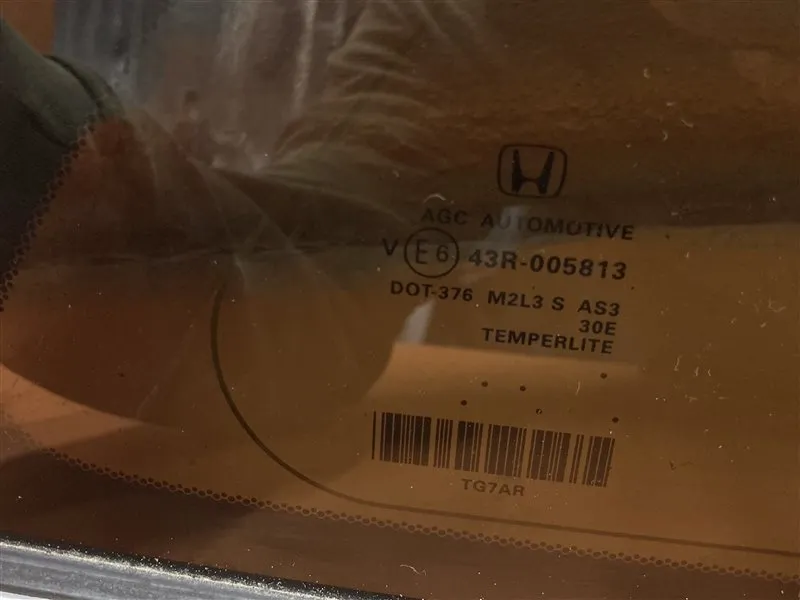 AGC AUTOMOTIVE
V E6 43R-005813
DOT-376 M2L3 S AS3
30E
TEMPERLITE
TG7AR